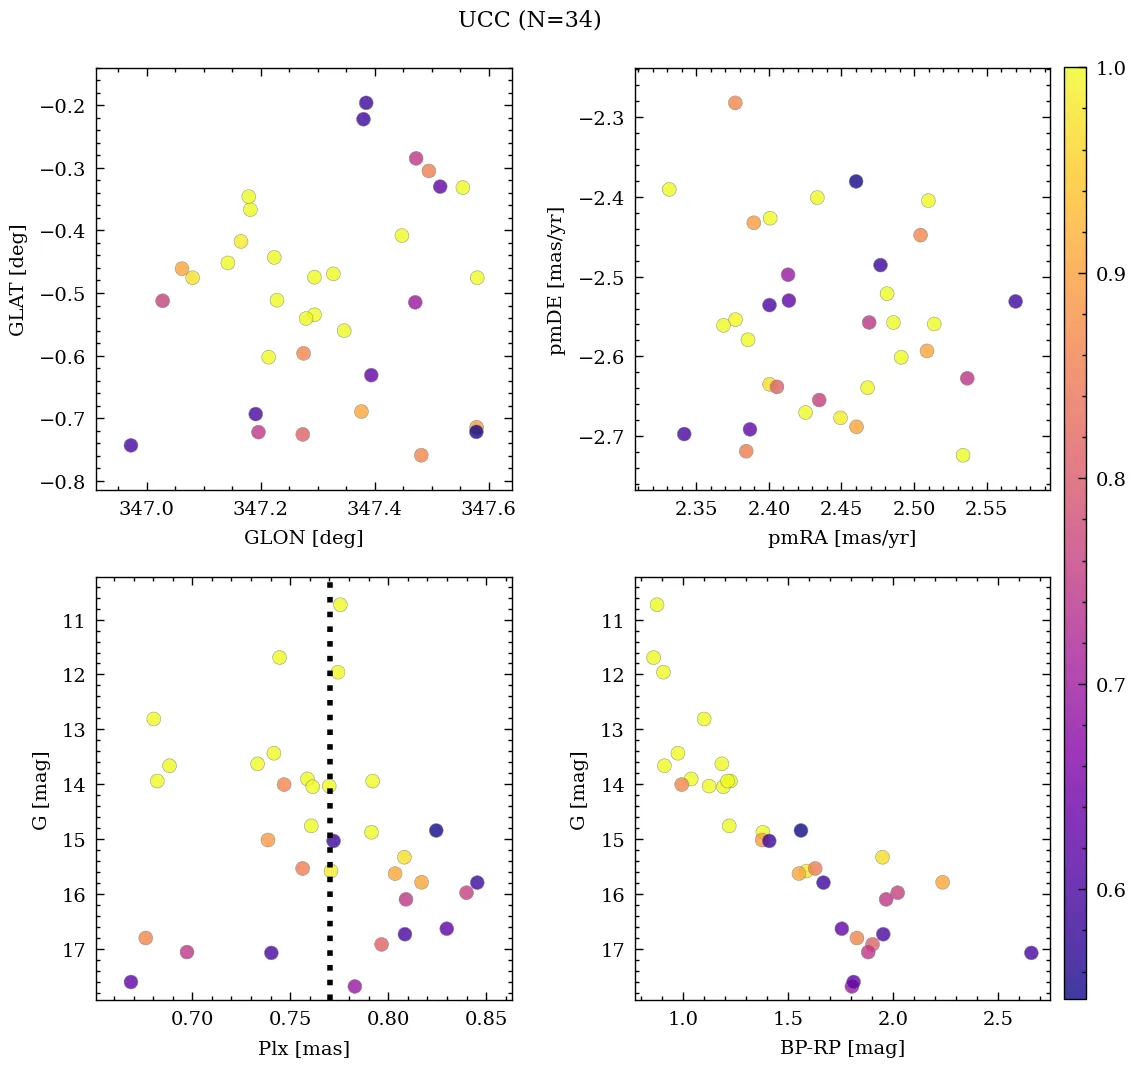 UCC (N=34)
−0.2
−0.3
−0.4
−0.5
−0.6
−0.7
−0.8
GLAT [deg]
347.0 347.2 347.4 347.6
GLON [deg]
−2.3
−2.4
−2.5
−2.6
−2.7
pmDE [mas/yr]
2.35 2.40 2.45 2.50 2.55
pmRA [mas/yr]
1.0
0.9
0.8
0.7
0.6
11
12
13
14
15
16
17
G [mag]
0.70 0.75 0.80 0.85
Plx [mas]
11
12
13
14
15
16
17
G [mag]
1.0 1.5 2.0 2.5
BP-RP [mag]